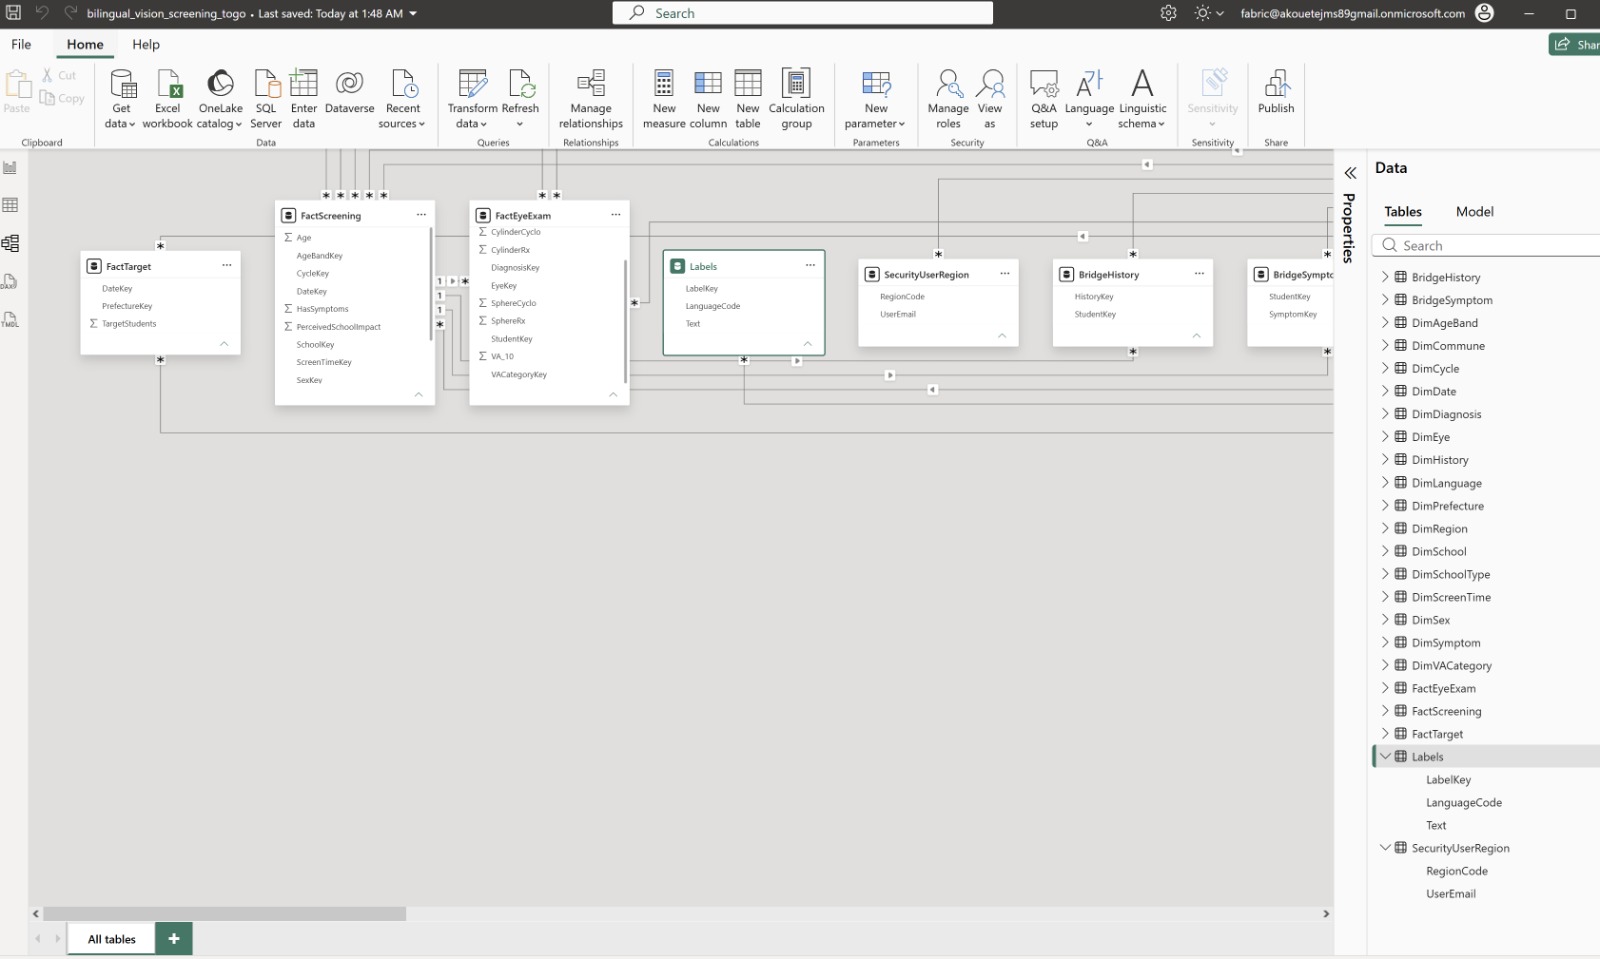 bilingual_vision_screening_togo • Last saved: Today at 1:48 AM
Search
fabric@akouetejms89gmail.onmicrosoft.com
File
Home
Help
Share
Paste
Cut
Copy
Clipboard
Get data
Excel workbook
OneLake catalog
SQL Server
Enter data
Dataverse
Recent sources
Data
Transform data
Refresh
Queries
Manage relationships
Relationships
New measure
New column
New table
Calculation group
Calculations
New parameter
Parameters
Manage roles
View as
Security
Q&A setup
Language
Linguistic schema
Q&A
Sensitivity
Sensitivity
Publish
Share
DAX
TMDL
FactTarget
DateKey
PrefectureKey
TargetStudents
FactScreening
Age
AgeBandKey
CycleKey
DateKey
HasSymptoms
PerceivedSchoolImpact
SchoolKey
ScreenTimeKey
SexKey
1
1
1
FactEyeExam
CylinderCyclo
CylinderRx
DiagnosisKey
EyeKey
SphereCyclo
SphereRx
StudentKey
VA_10
VACategoryKey
Labels
LabelKey
LanguageCode
Text
SecurityUserRegion
RegionCode
UserEmail
BridgeHistory
HistoryKey
StudentKey
BridgeSympto
StudentKey
SymptomKey
Properties
Data
Tables
Model
Search
BridgeHistory
BridgeSymptom
DimAgeBand
DimCommune
DimCycle
DimDate
DimDiagnosis
DimEye
DimHistory
DimLanguage
DimPrefecture
DimRegion
DimSchool
DimSchoolType
DimScreenTime
DimSex
DimSymptom
DimVACategory
FactEyeExam
FactScreening
FactTarget
Labels
LabelKey
LanguageCode
Text
SecurityUserRegion
RegionCode
UserEmail
All tables